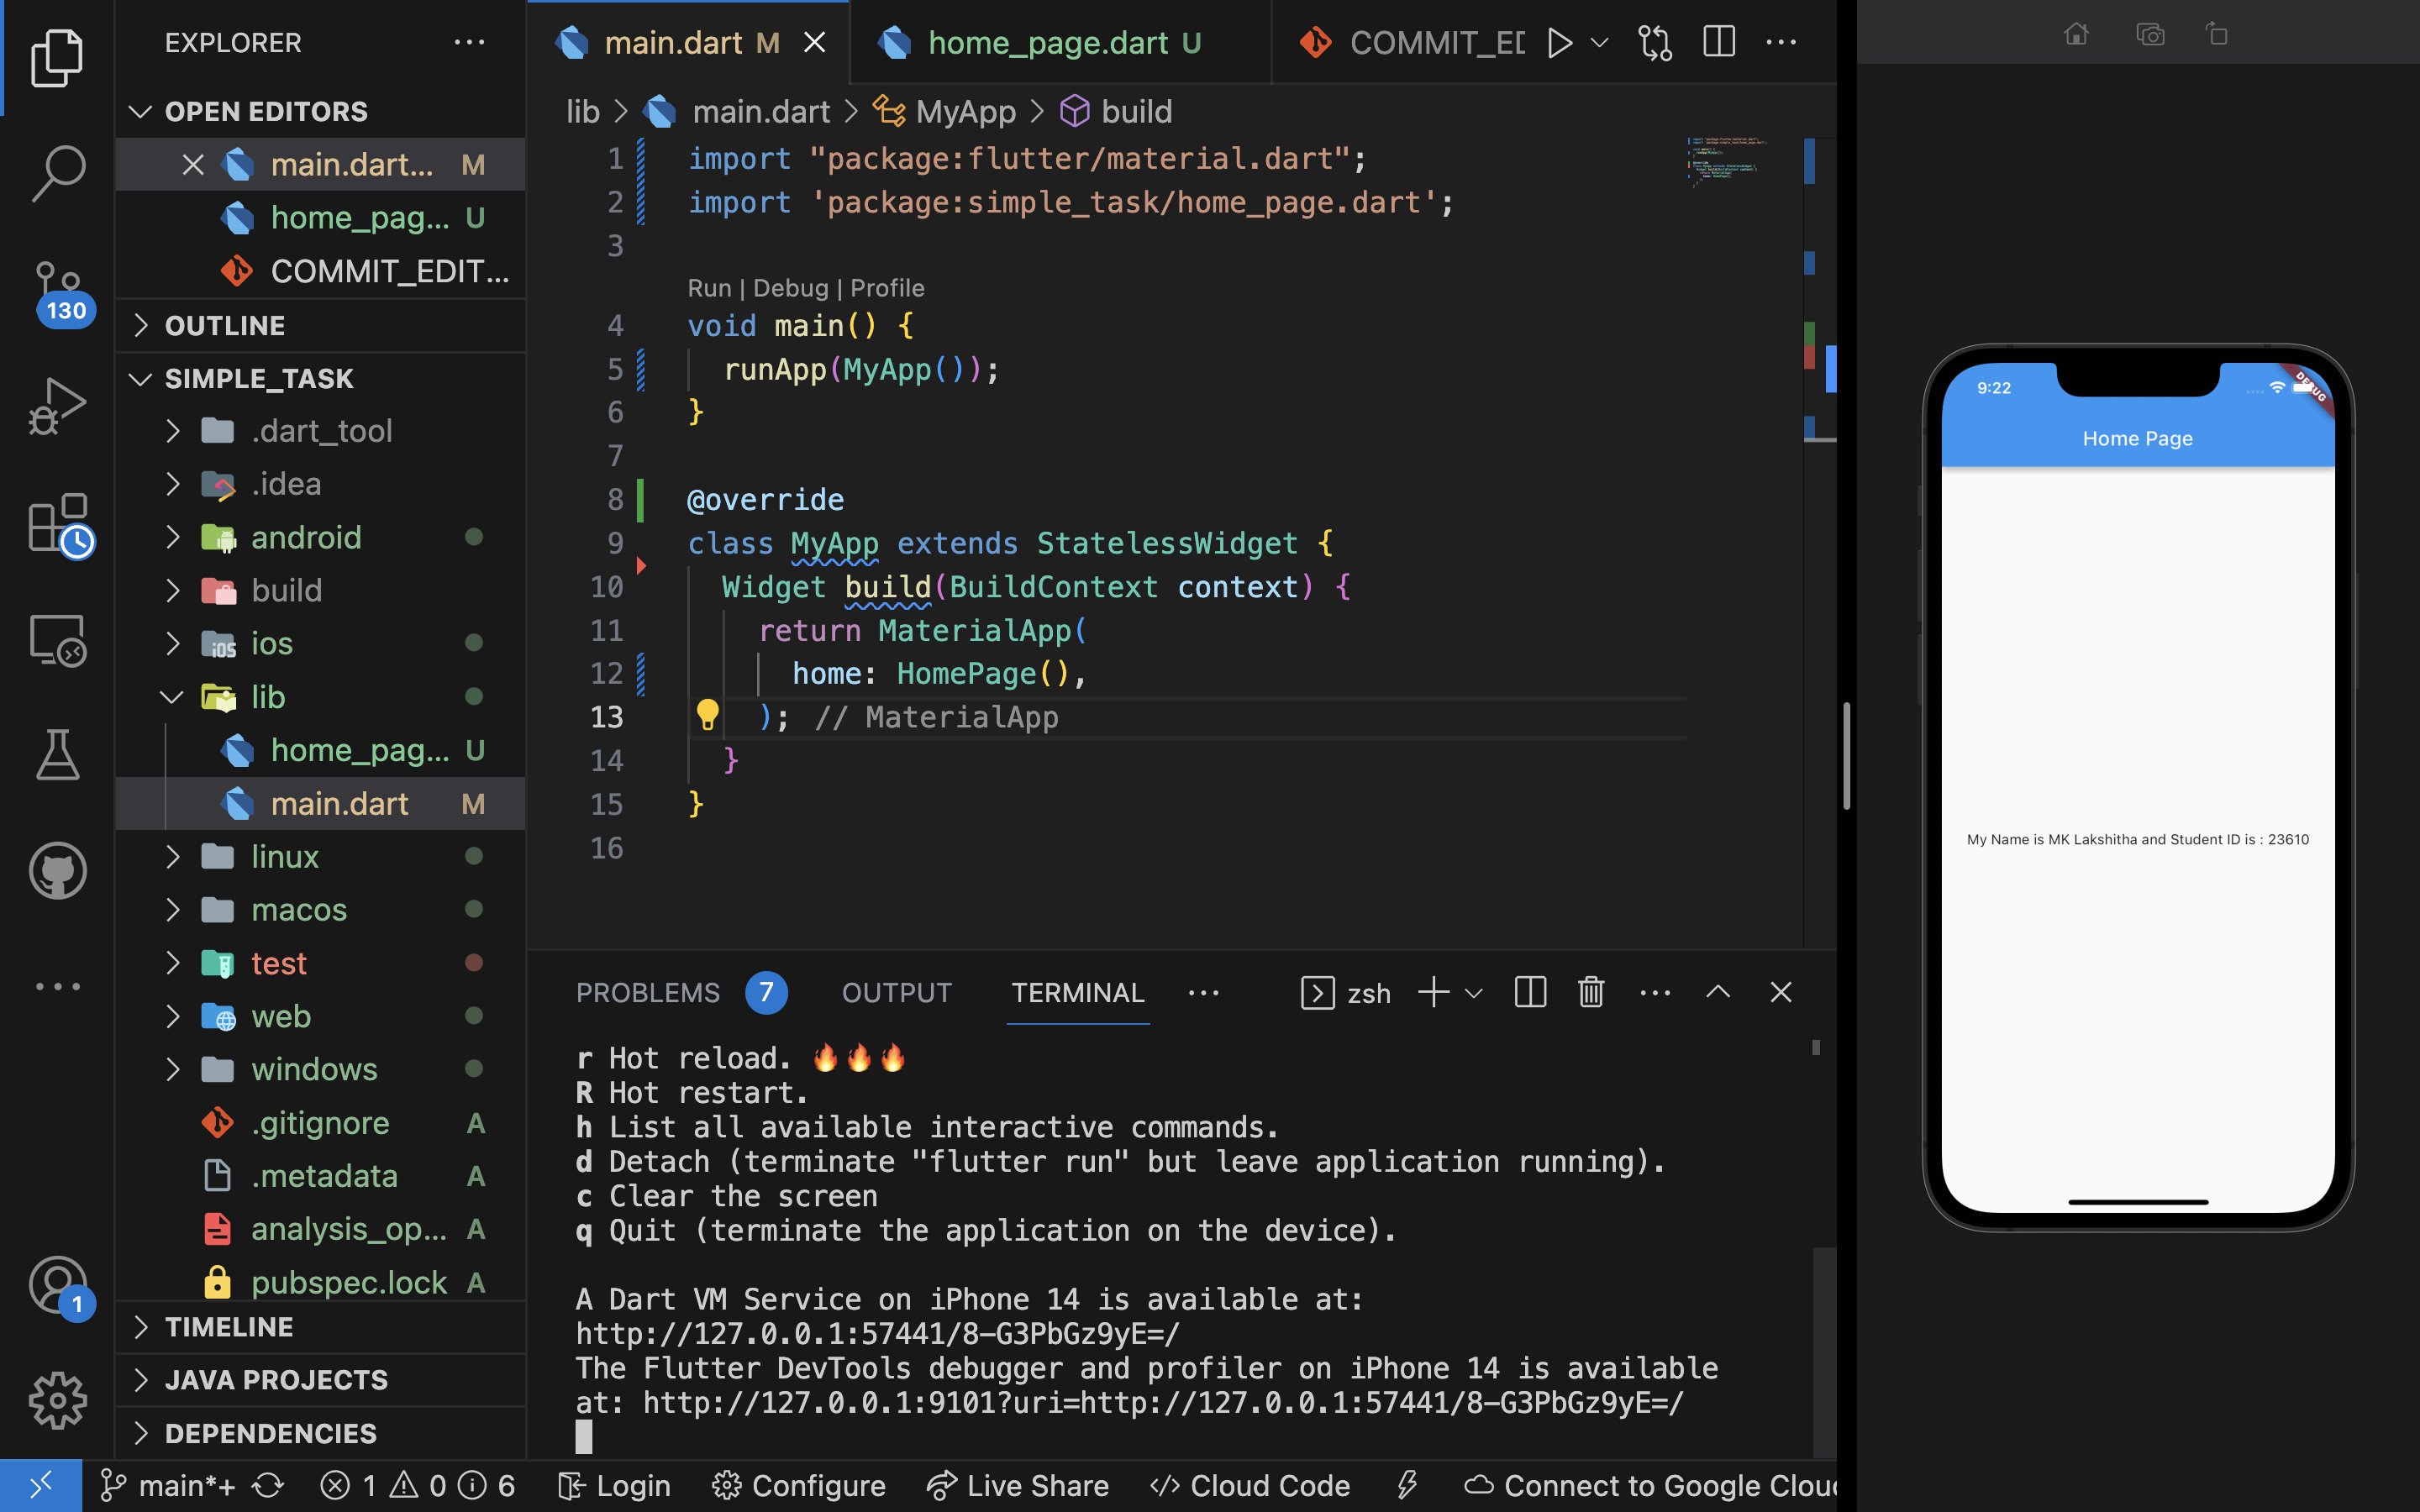 EXPLORER
OPEN EDITORS
main.dart... M
home_pag... U
COMMIT_EDIT...
OUTLINE
SIMPLE_TASK
.dart_tool
.idea
android
build
ios
lib
home_pag... U
main.dart M
linux
macos
test
web
windows
.gitignore A
.metadata A
analysis_op... A
pubspec.lock A
TIMELINE
JAVA PROJECTS
DEPENDENCIES
130
1
main.dart M
home_page.dart U
COMMIT_ED
lib > main.dart > MyApp > build
1 import "package:flutter/material.dart";
2 import 'package:simple_task/home_page.dart';
3
Run | Debug | Profile
4 void main() {
5 runApp(MyApp());
6 }
7
8 @override
9 class MyApp extends StatelessWidget {
10 Widget build(BuildContext context) {
11 return MaterialApp(
12 home: HomePage(),
13 ); // MaterialApp
14 }
15 }
16
PROBLEMS 7 OUTPUT TERMINAL zsh
r Hot reload. 🔥🔥🔥
R Hot restart.
h List all available interactive commands.
d Detach (terminate "flutter run" but leave application running).
c Clear the screen
q Quit (terminate the application on the device).
A Dart VM Service on iPhone 14 is available at:
http://127.0.0.1:57441/8-G3PbGz9yE=/
The Flutter DevTools debugger and profiler on iPhone 14 is available
at: http://127.0.0.1:9101?uri=http://127.0.0.1:57441/8-G3PbGz9yE=/
main*+ 1 0 6 Login Configure Live Share Cloud Code Connect to Google Clou
9:22
DEBUG
Home Page
My Name is MK Lakshitha and Student ID is : 23610